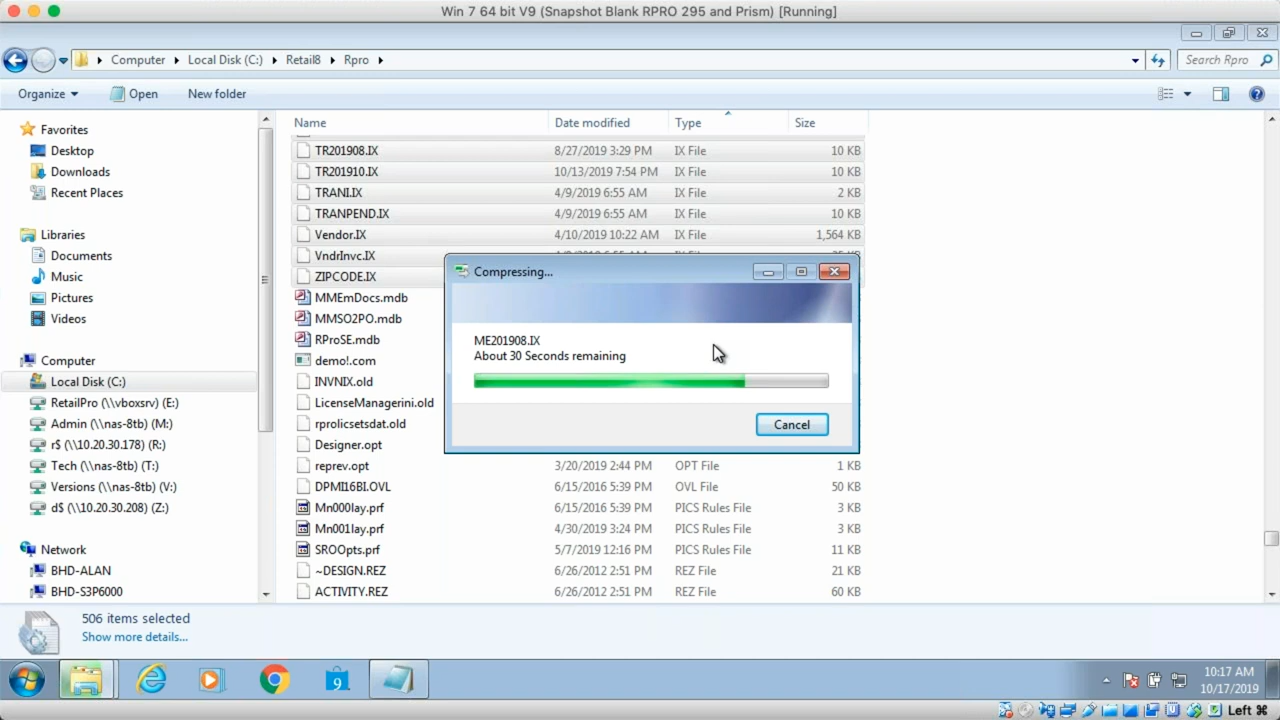 Win 7 64 bit V9 (Snapshot Blank RPRO 295 and Prism) [Running]
Computer Local Disk (C:) Retail8 Rpro Search Rpro
Organize Open New folder
Favorites
Desktop
Downloads
Recent Places
Libraries
Documents
Music
Pictures
Videos
Computer
Local Disk (C:)
RetailPro (\\vboxsrv) (E:)
Admin (\\nas-8tb) (M:)
r$ (\\10.20.30.178) (R:)
Tech (\\nas-8tb) (T:)
Versions (\\nas-8tb) (V:)
d$ (\\10.20.30.208) (Z:)
Network
BHD-ALAN
BHD-S3P6000
Name Date modified Type Size
TR201908.IX 8/27/2019 3:29 PM IX File 10 KB
TR201910.IX 10/13/2019 7:54 PM IX File 10 KB
TRANI.IX 4/9/2019 6:55 AM IX File 2 KB
TRANPEND.IX 4/9/2019 6:55 AM IX File 10 KB
Vendor.IX 4/10/2019 10:22 AM IX File 1,564 KB
VndrInvc.IX
ZIPCODE.IX
MMEmDocs.mdb
MMSO2PO.mdb
RProSE.mdb
demo!.com
INVNIX.old
LicenseManagerini.old
rprolicsetsdat.old
Designer.opt
reprev.opt 3/20/2019 2:44 PM OPT File 1 KB
DPMI16BI.OVL 6/15/2016 5:39 PM OVL File 50 KB
Mn000lay.prf 6/15/2016 5:39 PM PICS Rules File 3 KB
Mn001lay.prf 4/30/2019 3:24 PM PICS Rules File 3 KB
SROOpts.prf 5/7/2019 12:16 PM PICS Rules File 11 KB
~DESIGN.REZ 6/26/2012 2:51 PM REZ File 21 KB
ACTIVITY.REZ 6/26/2012 2:51 PM REZ File 60 KB
Compressing...
ME201908.IX
About 30 Seconds remaining
Cancel
506 items selected
Show more details...
9
10:17 AM
10/17/2019
Left ⌘